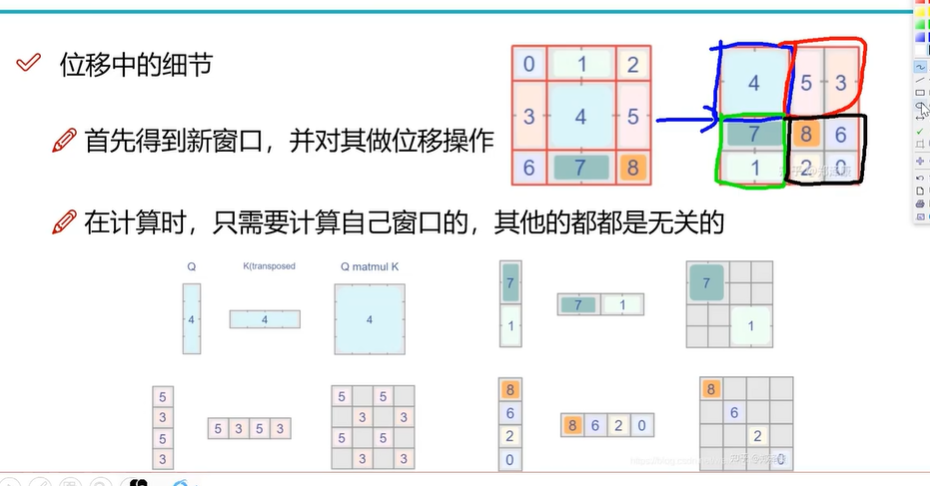 位移中的细节
首先得到新窗口，并对其做位移操作
在计算时，只需要计算自己窗口的，其他的都都是无关的
0 1 2
3 4 5
6 7 8
4 5 3
7 8 6
1 2 0
Q K(transposed Q matmul K
4 4 4
7
1
7 1
7
1
5
3
5
3
5 3 5 3
5 5
3 3
5 5
3 3
8
6
2
0
8 6 2 0
8
6
2
0